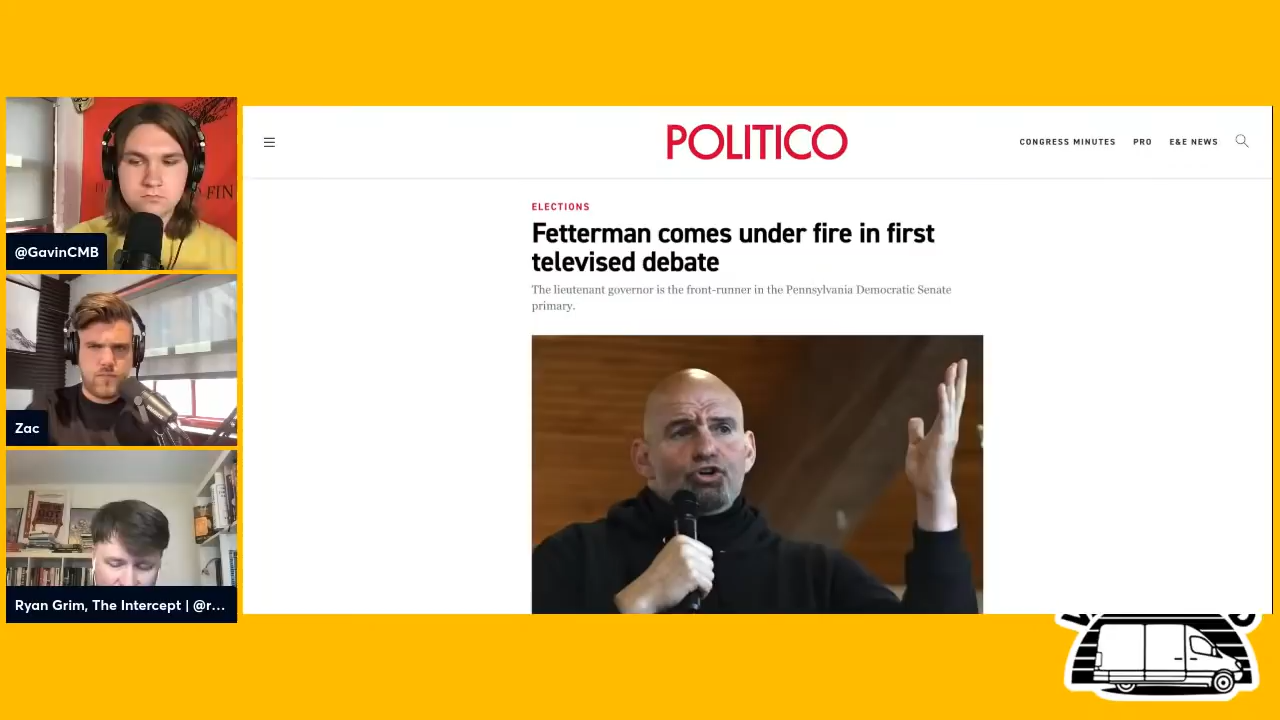 FIN
@GavinCMB
Zac
Ryan Grim, The Intercept | @r...
POLITICO
CONGRESS MINUTES
PRO
E&E NEWS
ELECTIONS
Fetterman comes under fire in first
televised debate
The lieutenant governor is the front-runner in the Pennsylvania Democratic Senate
primary.